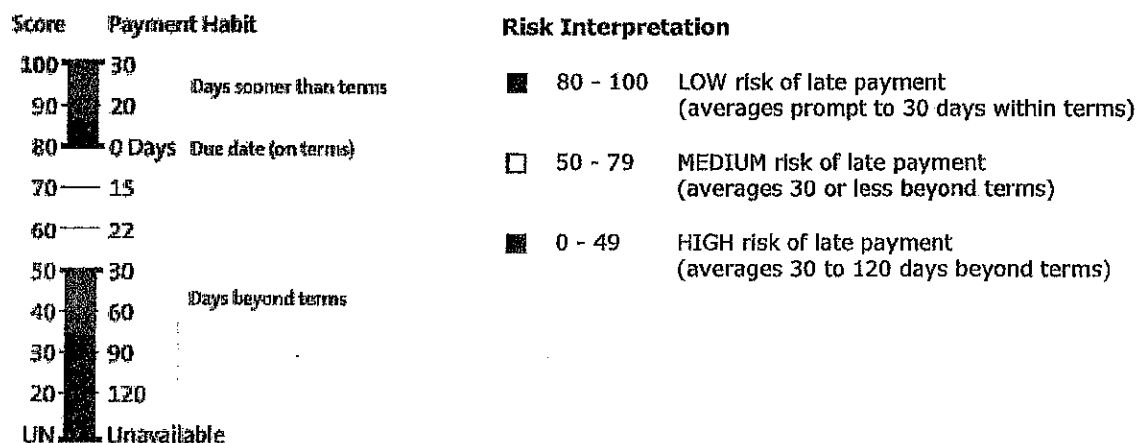 Score Payment Habit
100 30
Days sooner than terms
90 20
80 0 Days Due date (on terms)
70 15
60 22
50 30
Days beyond terms
40 60
30 90
20 120
UN Unavailable
Risk Interpretation
80 - 100 LOW risk of late payment
(averages prompt to 30 days within terms)
50 - 79 MEDIUM risk of late payment
(averages 30 or less beyond terms)
0 - 49 HIGH risk of late payment
(averages 30 to 120 days beyond terms)